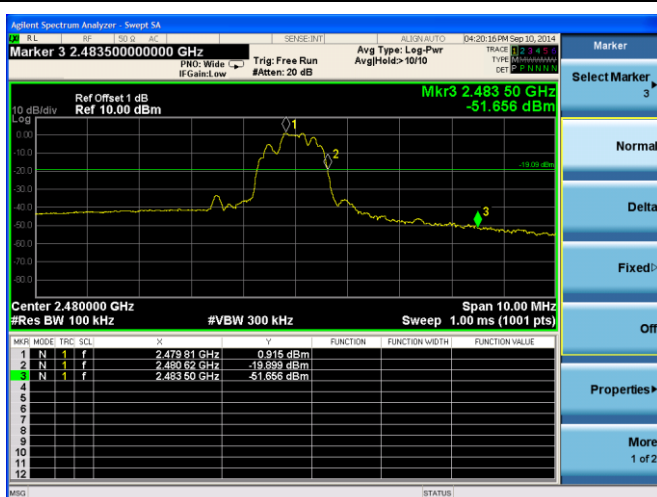 Agilent Spectrum Analyzer - Swept SA
RL RF 50 Ω AC SENSE:INT ALIGN AUTO 04:20:16 PM Sep 10, 2014
Marker 3 2.483500000000 GHz
PNO: Wide
IFGain:Low
Trig: Free Run
#Atten: 20 dB
Avg Type: Log-Pwr
Avg|Hold:> 10/10
TRACE 1 2 3 4 5 6
TYPE M
DET P P N N N N
Ref Offset 1 dB
10 dB/div Ref 10.00 dBm
Log
Mkr3 2.483 50 GHz
-51.656 dBm
0.00
-10.0
-20.0
-30.0
-40.0
-50.0
-60.0
-70.0
-80.0
1
2
3
-19.09 dBm
Center 2.480000 GHz Span 10.00 MHz
#Res BW 100 kHz #VBW 300 kHz Sweep 1.00 ms (1001 pts)
MKR MODE TRC SCL X Y FUNCTION FUNCTION WIDTH FUNCTION VALUE
1 N 1 f 2.479 81 GHz 0.915 dBm
2 N 1 f 2.480 62 GHz -19.899 dBm
3 N 1 f 2.483 50 GHz -51.656 dBm
4
5
6
7
8
9
10
11
12
MSG STATUS
Marker
Select Marker
3
Normal
Delta
Fixed
Off
Properties
More
1 of 2